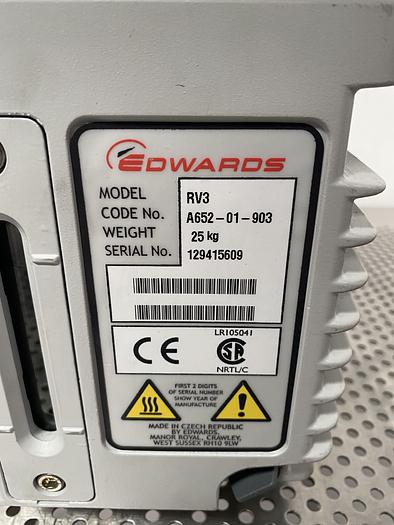 EDWARDS
MODEL RV3
CODE No. A652-01-903
WEIGHT 25 kg
SERIAL No. 129415609
LR105041
CE SA
NRTL/C
FIRST 2 DIGITS
OF SERIAL NUMBER
SHOW YEAR OF
MANUFACTURE
MADE IN CZECH REPUBLIC
BY EDWARDS,
MANOR ROYAL, CRAWLEY,
WEST SUSSEX RH10 9LW